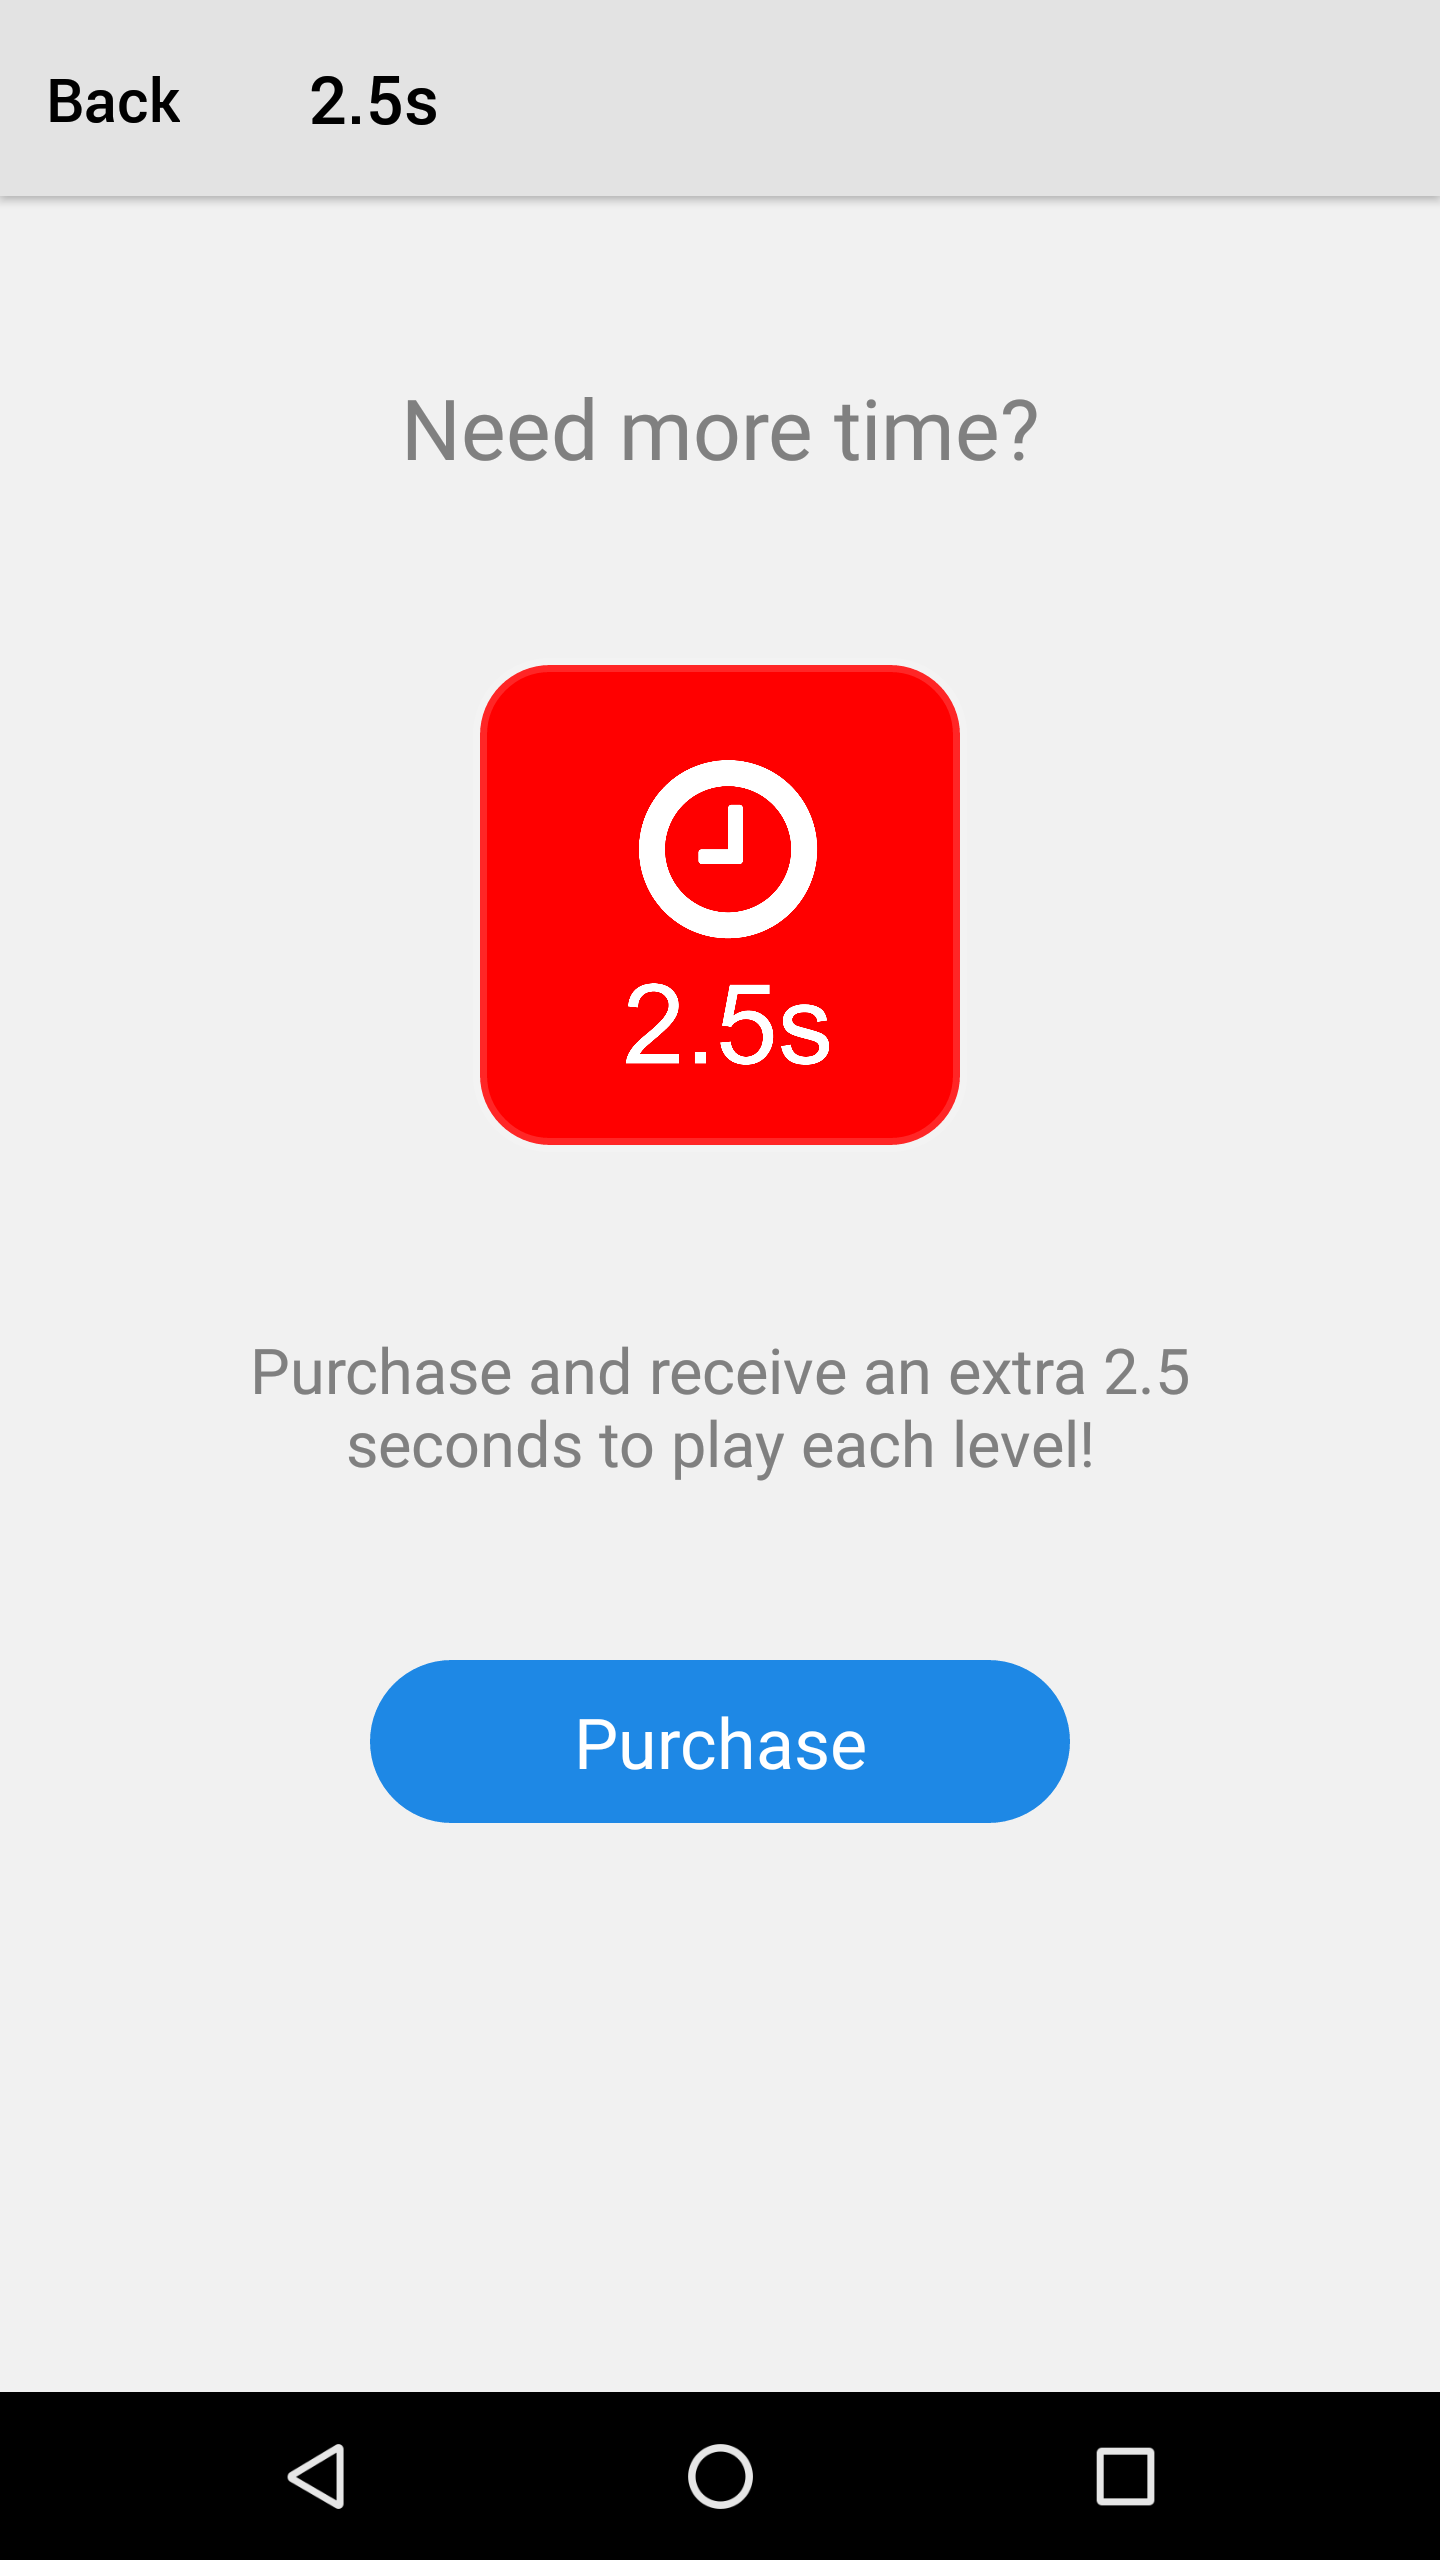 Back 2.5s
Need more time?
2.5s
Purchase and receive an extra 2.5
seconds to play each level!
Purchase